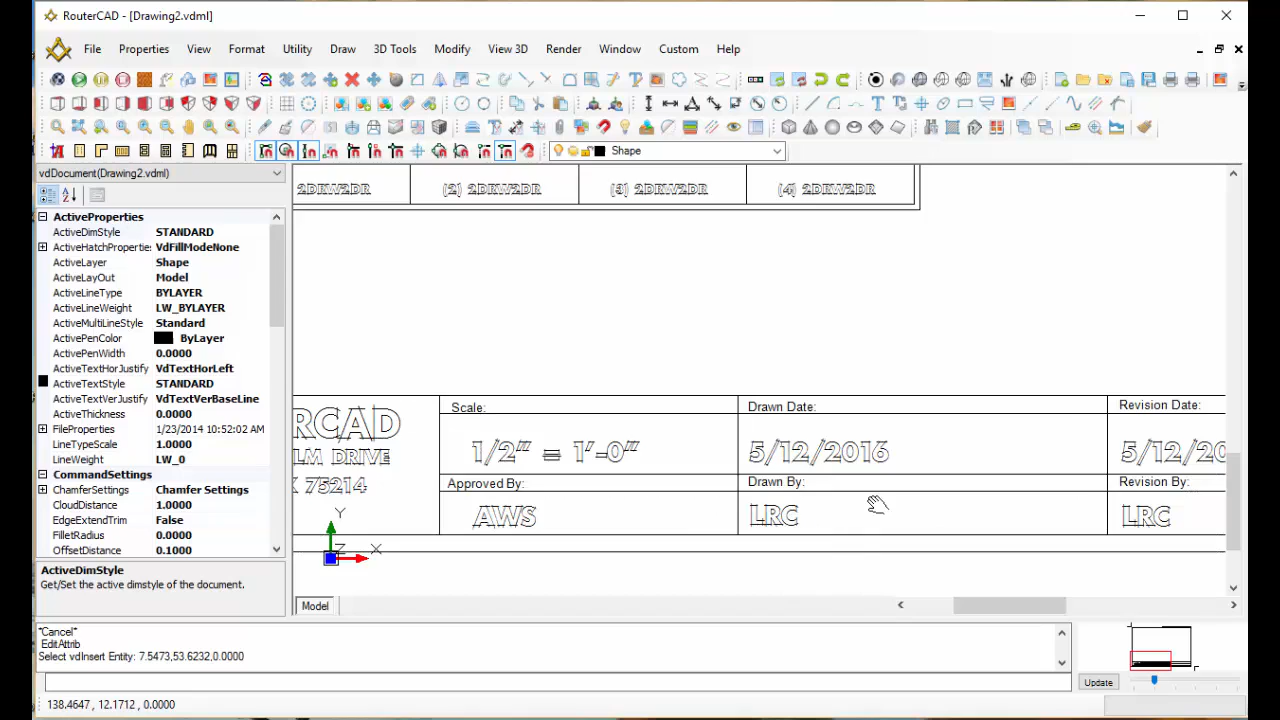 RouterCAD - [Drawing2.vdml]
File Properties View Format Utility Draw 3D Tools Modify View 3D Render Window Custom Help
Shape
vdDocument(Drawing2.vdml)
ActiveProperties
ActiveDimStyle STANDARD
ActiveHatchProperties VdFillModeNone
ActiveLayer Shape
ActiveLayOut Model
ActiveLineType BYLAYER
ActiveLineWeight LW_BYLAYER
ActiveMultiLineStyle Standard
ActivePenColor ByLayer
ActivePenWidth 0.0000
ActiveTextHorJustify VdTextHorLeft
ActiveTextStyle STANDARD
ActiveTextVerJustify VdTextVerBaseLine
ActiveThickness 0.0000
FileProperties 1/23/2014 10:52:02 AM
LineTypeScale 1.0000
LineWeight LW_0
CommandSettings
ChamferSettings Chamfer Settings
CloudDistance 1.0000
EdgeExtendTrim False
FilletRadius 0.0000
OffsetDistance 0.1000
ActiveDimStyle
Get/Set the active dimstyle of the document.
2DRW2DR (2) 2DRW2DR (3) 2DRW2DR (4) 2DRW2DR
Scale: Drawn Date: Revision Date:
RCAD 1/2" = 1'-0" 5/12/2016 5/12/20
LM DRIVE
Approved By: Drawn By: Revision By:
X 75214
AWS LRC LRC
Y
Z X
Model
*Cancel*
EditAttrib
Select vdInsert Entity: 7.5473,53.6232,0.0000
Update
138.4647 , 12.1712 , 0.0000